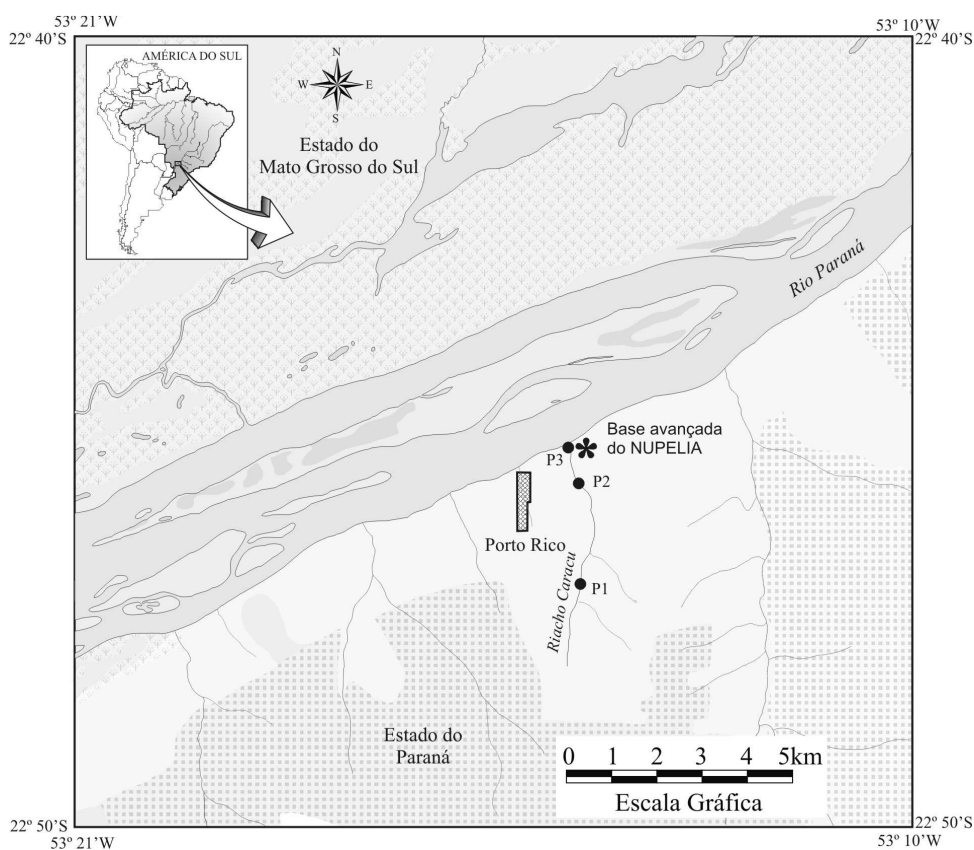 53º 21'W
53º 10'W
22º 40'S
22º 40'S
AMÉRICA DO SUL
N
W
E
S
Estado do
Mato Grosso do Sul
Rio Paraná
Base avançada
do NUPELIA
P3
P2
Porto Rico
P1
Riacho Caracu
Estado do
Paraná
0 1 2 3 4 5km
Escala Gráfica
22º 50'S
22º 50'S
53º 21'W
53º 10'W